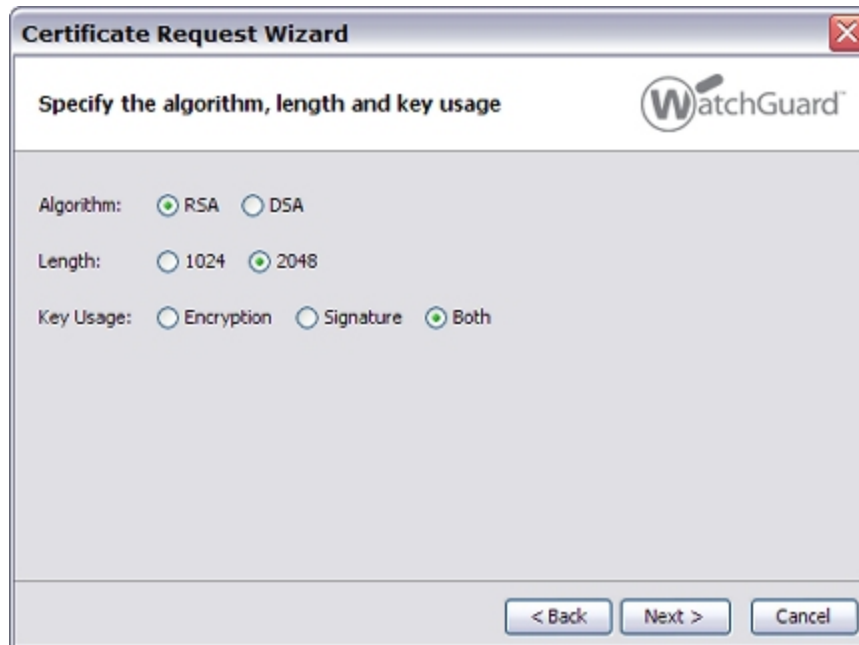 Certificate Request Wizard
Specify the algorithm, length and key usage
WatchGuard
Algorithm: RSA DSA
Length: 1024 2048
Key Usage: Encryption Signature Both
< Back Next > Cancel